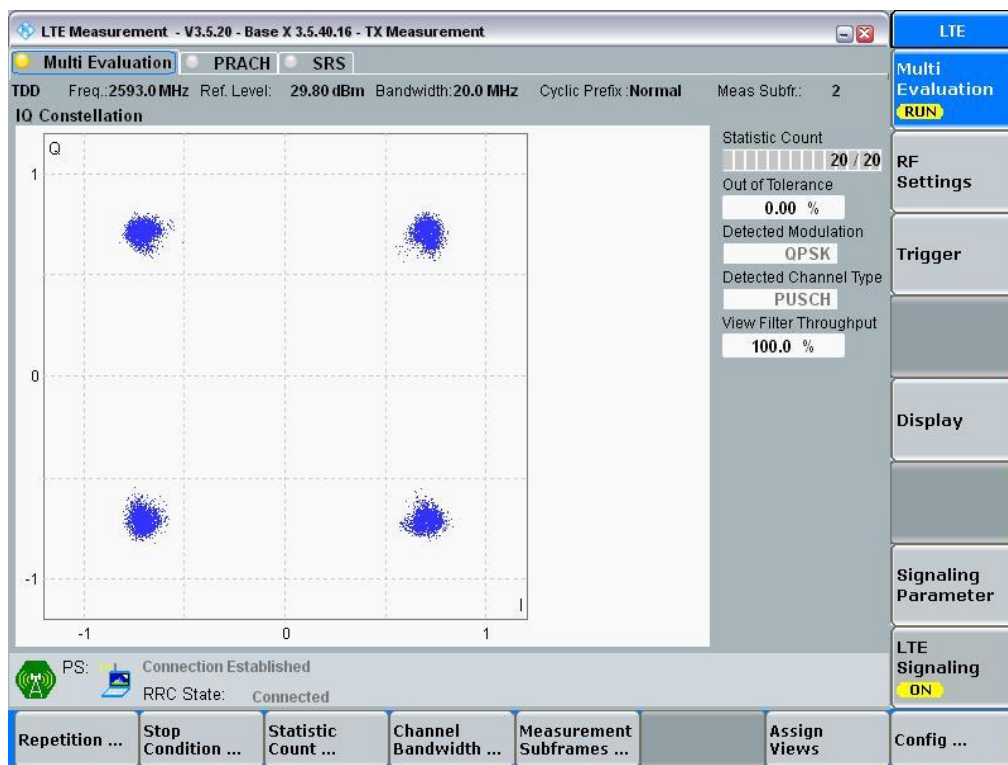 LTE Measurement - V3.5.20 - Base X 3.5.40.16 - TX Measurement
LTE
Multi Evaluation PRACH SRS
TDD Freq.:2593.0 MHz Ref. Level: 29.80 dBm Bandwidth:20.0 MHz Cyclic Prefix :Normal Meas Subfr.: 2
IQ Constellation
Q
1
0
-1
-1 0 1
I
Statistic Count
20 / 20
Out of Tolerance
0.00 %
Detected Modulation
QPSK
Detected Channel Type
PUSCH
View Filter Throughput
100.0 %
Multi
Evaluation
RUN
RF
Settings
Trigger
Display
Signaling
Parameter
LTE
Signaling
ON
PS: Connection Established
RRC State: Connected
Repetition ...
Stop
Condition ...
Statistic
Count ...
Channel
Bandwidth ...
Measurement
Subframes ...
Assign
Views
Config ...